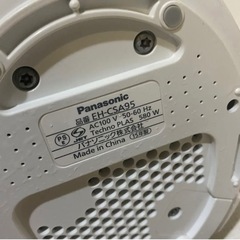 Panasonic
品番 EH-CSA95
AC100 V 50-60 Hz
Techno PLAS 580 W
パナソニック株式会社
Made in China